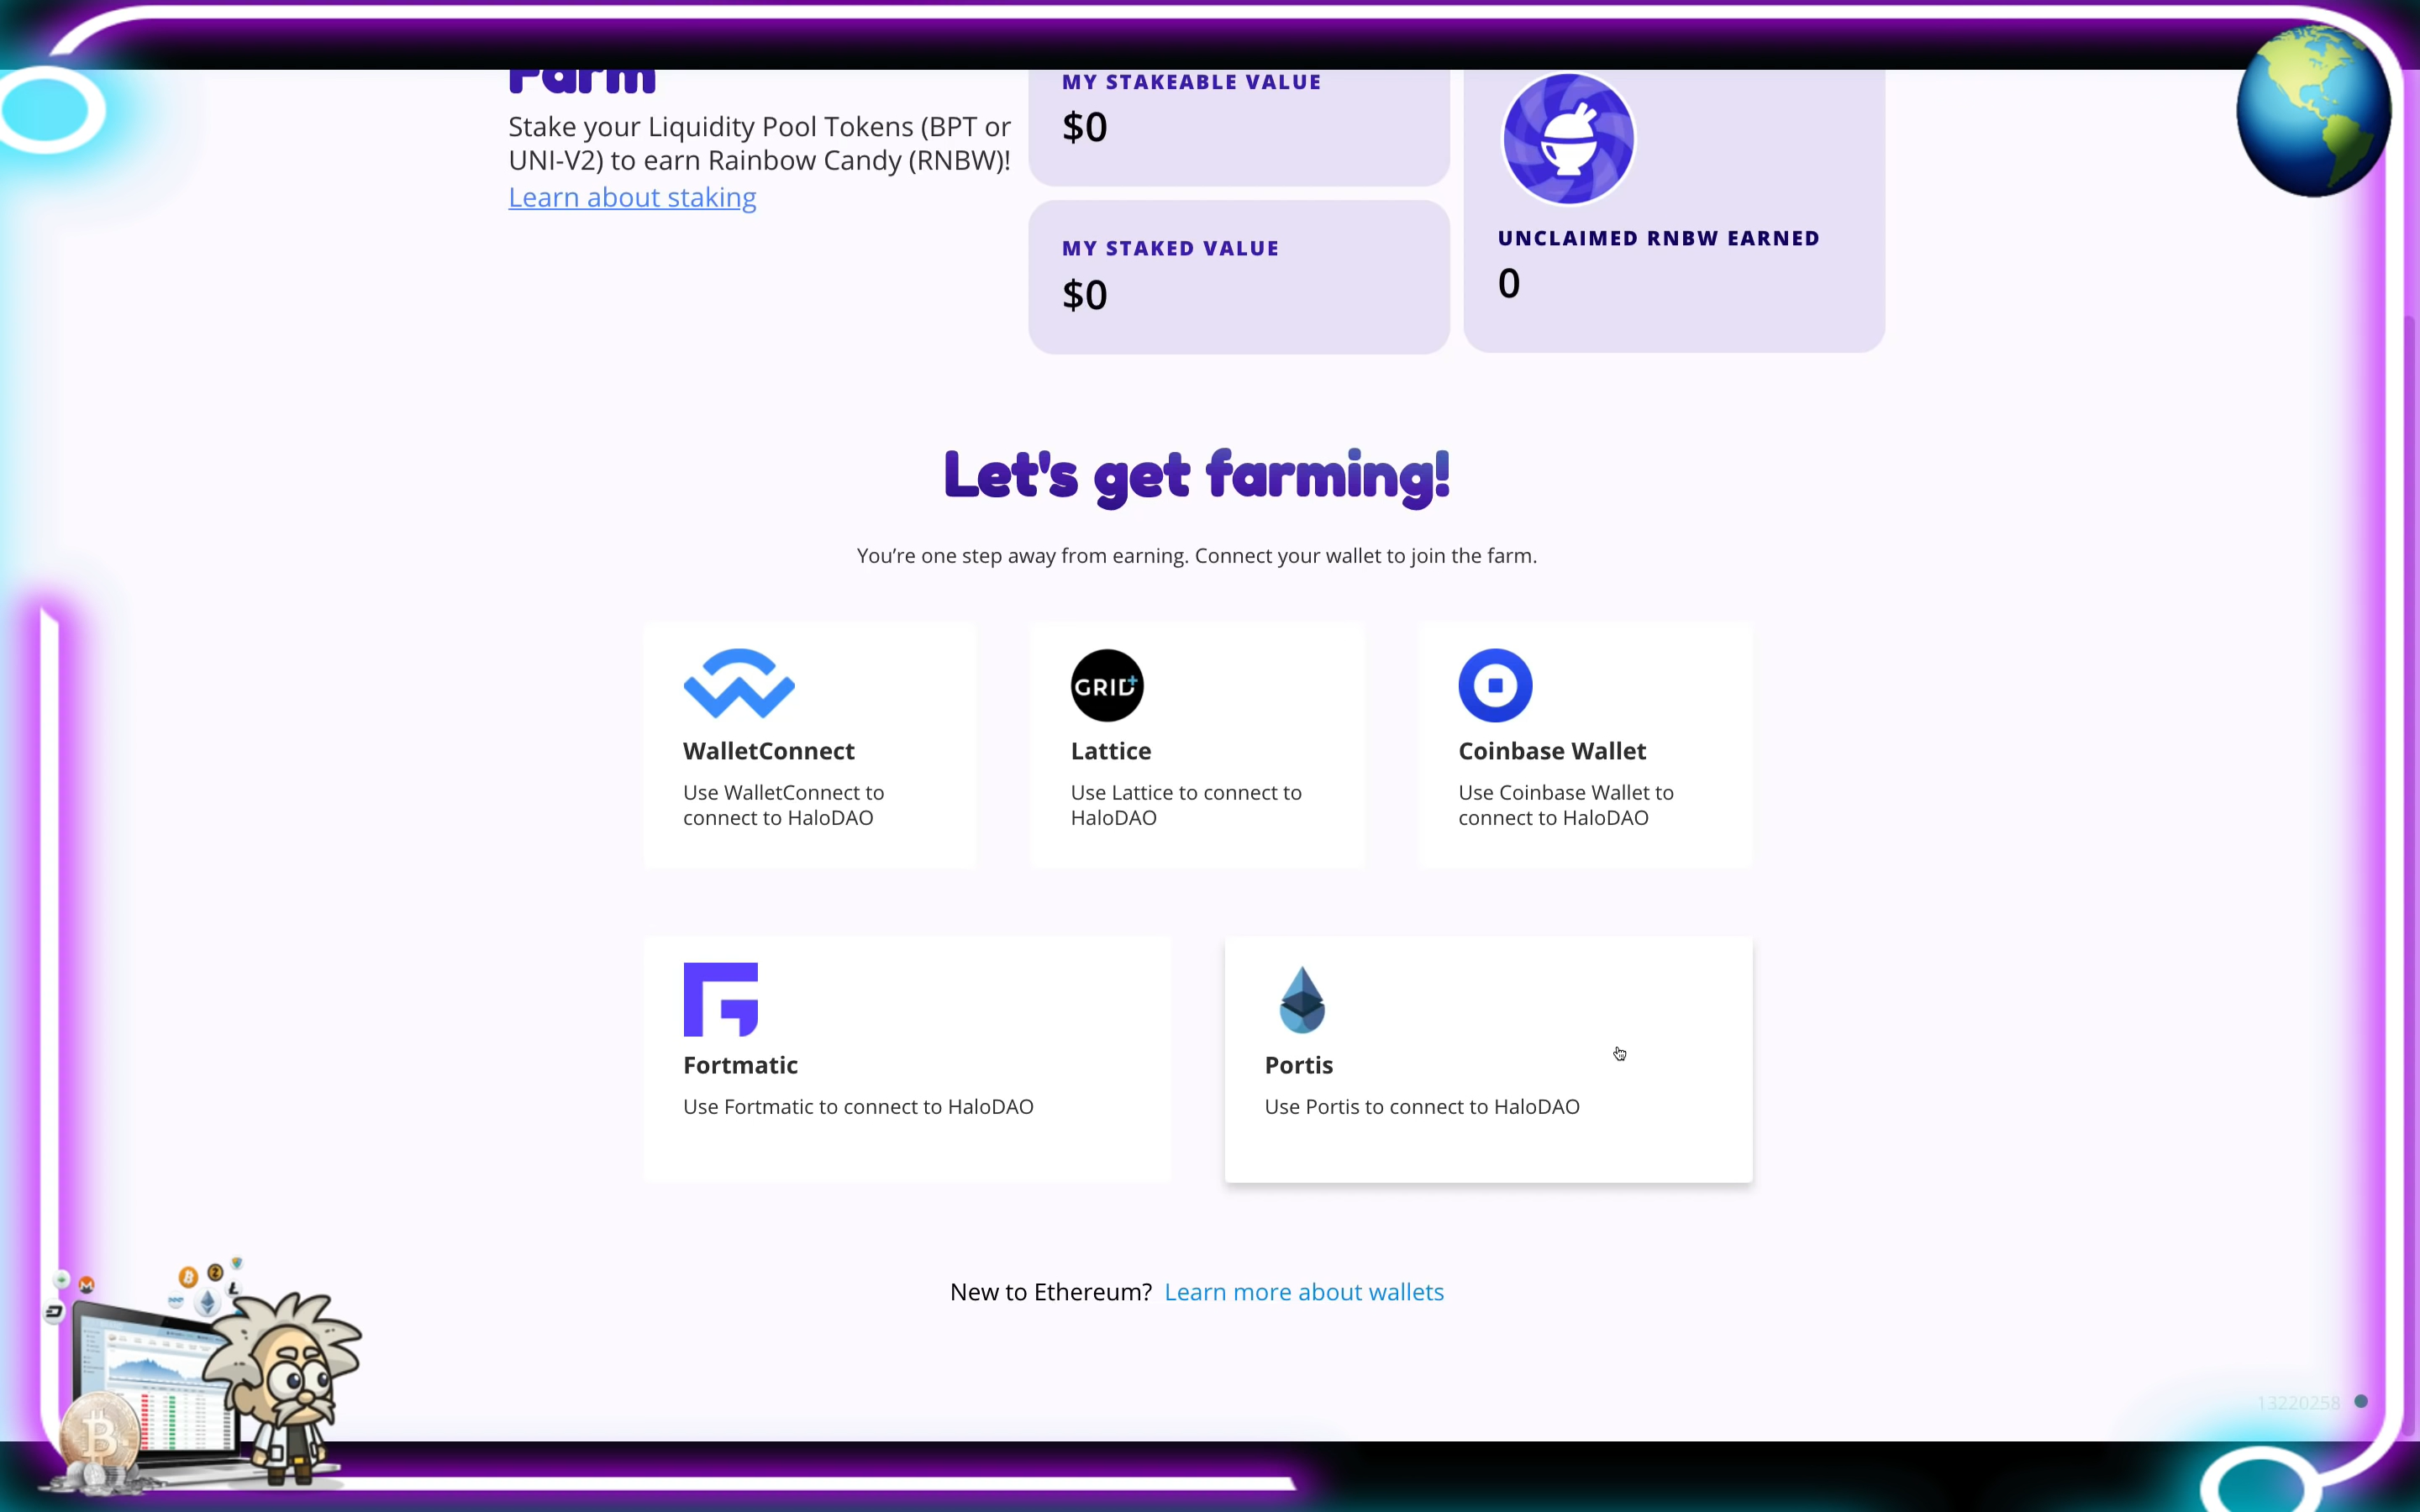 Farm
Stake your Liquidity Pool Tokens (BPT or
UNI-V2) to earn Rainbow Candy (RNBW)!
Learn about staking
MY STAKEABLE VALUE
$0
MY STAKED VALUE
$0
UNCLAIMED RNBW EARNED
0
Let's get farming!
You’re one step away from earning. Connect your wallet to join the farm.
WalletConnect
Use WalletConnect to
connect to HaloDAO
GRID+
Lattice
Use Lattice to connect to
HaloDAO
Coinbase Wallet
Use Coinbase Wallet to
connect to HaloDAO
Fortmatic
Use Fortmatic to connect to HaloDAO
Portis
Use Portis to connect to HaloDAO
New to Ethereum? Learn more about wallets
13220258